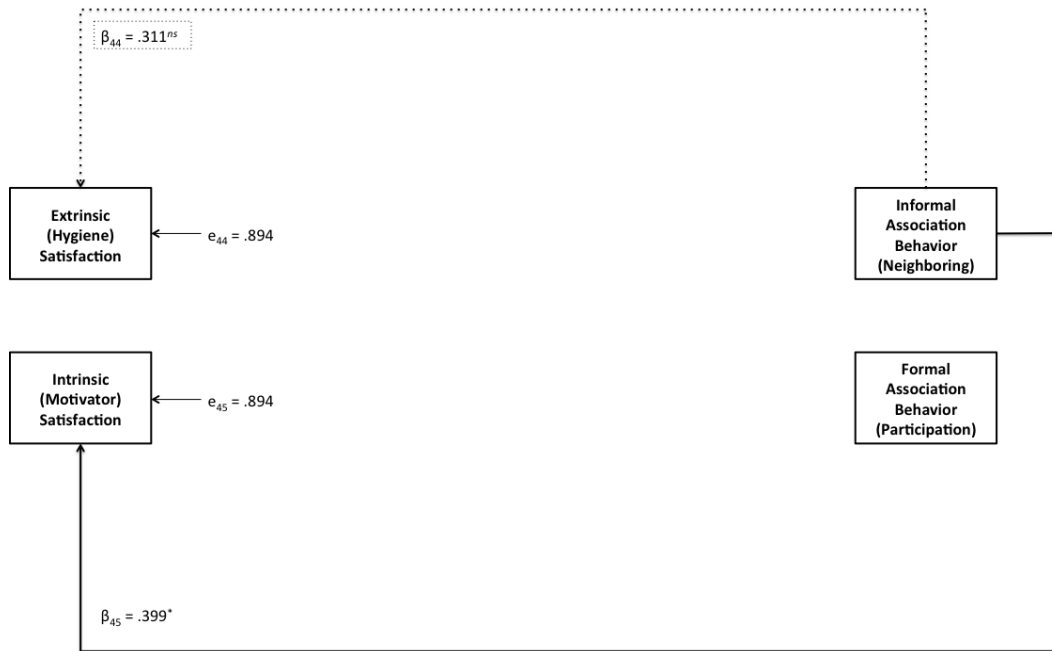 β₄₄ = .311ⁿˢ
Extrinsic
(Hygiene)
Satisfaction
e₄₄ = .894
Informal
Association
Behavior
(Neighboring)
Intrinsic
(Motivator)
Satisfaction
e₄₅ = .894
Formal
Association
Behavior
(Participation)
β₄₅ = .399*